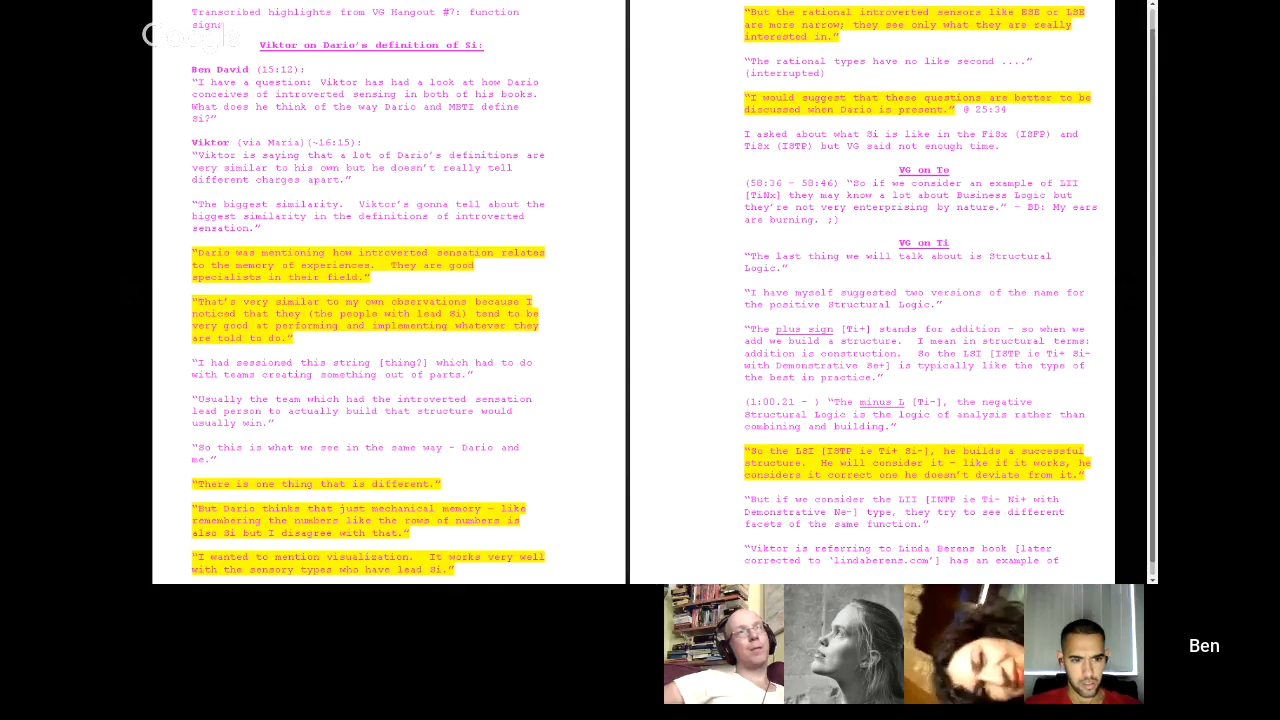 Transcribed highlights from VG Hangout #7: function
signs
Google
Viktor on Dario's definition of Si:
Ben David (15:12):
"I have a question: Viktor has had a look at how Dario
conceives of introverted sensing in both of his books.
What does he think of the way Dario and MBTI define
Si?"
Viktor (via Maria)(~16:15):
"Viktor is saying that a lot of Dario's definitions are
very similar to his own but he doesn't really tell
different charges apart."
"The biggest similarity. Viktor's gonna tell about the
biggest similarity in the definitions of introverted
sensation."
"Dario was mentioning how introverted sensation relates
to the memory of experiences. They are good
specialists in their field."
"That's very similar to my own observations because I
noticed that they (the people with lead Si) tend to be
very good at performing and implementing whatever they
are told to do."
"I had sessioned this string [thing?] which had to do
with teams creating something out of parts."
"Usually the team which had the introverted sensation
lead person to actually build that structure would
usually win."
"So this is what we see in the same way – Dario and
me."
"There is one thing that is different."
"But Dario thinks that just mechanical memory – like
remembering the numbers like the rows of numbers is
also Si but I disagree with that."
"I wanted to mention visualization. It works very well
with the sensory types who have lead Si."
"But the rational introverted sensors like ESE or LSE
are more narrow; they see only what they are really
interested in."
"The rational types have no like second ...."
(interrupted)
"I would suggest that these questions are better to be
discussed when Dario is present." @ 25:34
I asked about what Si is like in the FiSx (ISFP) and
TiSx (ISTP) but VG said not enough time.
VG on Te
(58:36 – 58:46) "So if we consider an example of LII
[TiNx] they may know a lot about Business Logic but
they're not very enterprising by nature." – BD: My ears
are burning. ;)
VG on Ti
"The last thing we will talk about is Structural
Logic."
"I have myself suggested two versions of the name for
the positive Structural Logic."
"The plus sign [Ti+] stands for addition – so when we
add we build a structure. I mean in structural terms:
addition is construction. So the LSI [ISTP ie Ti+ Si-
with Demonstrative Se+] is typically like the type of
the best in practice."
(1:00.21 - ) "The minus L [Ti-], the negative
Structural Logic is the logic of analysis rather than
combining and building."
"So the LSI [ISTP ie Ti+ Si-], he builds a successful
structure. He will consider it – like if it works, he
considers it correct one he doesn't deviate from it."
"But if we consider the LII [INTP ie Ti- Ni+ with
Demonstrative Ne-] type, they try to see different
facets of the same function."
"Viktor is referring to Linda Berens book [later
corrected to 'lindaberens.com'] has an example of
Ben